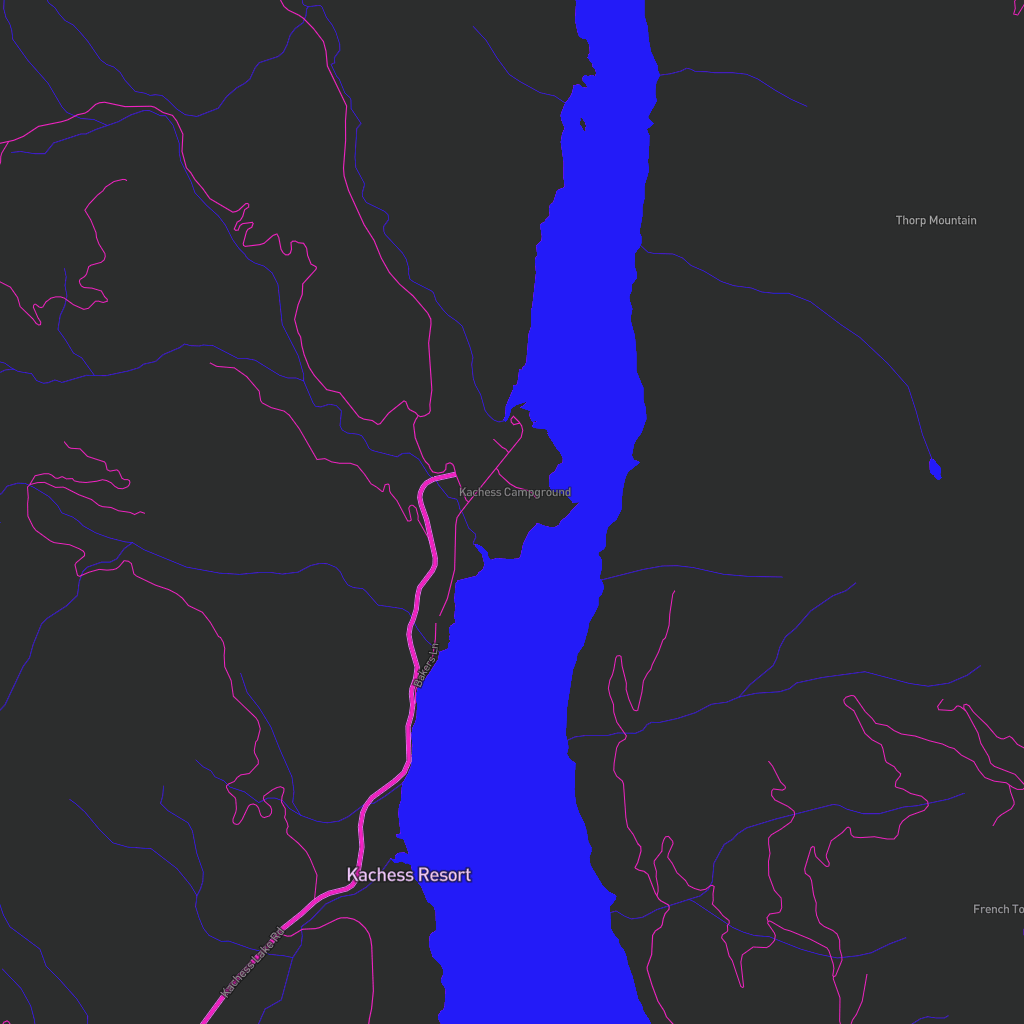 Thorp Mountain
Kachess Campground
Bakers Ln
Kachess Resort
French To
Kachess Lake Rd